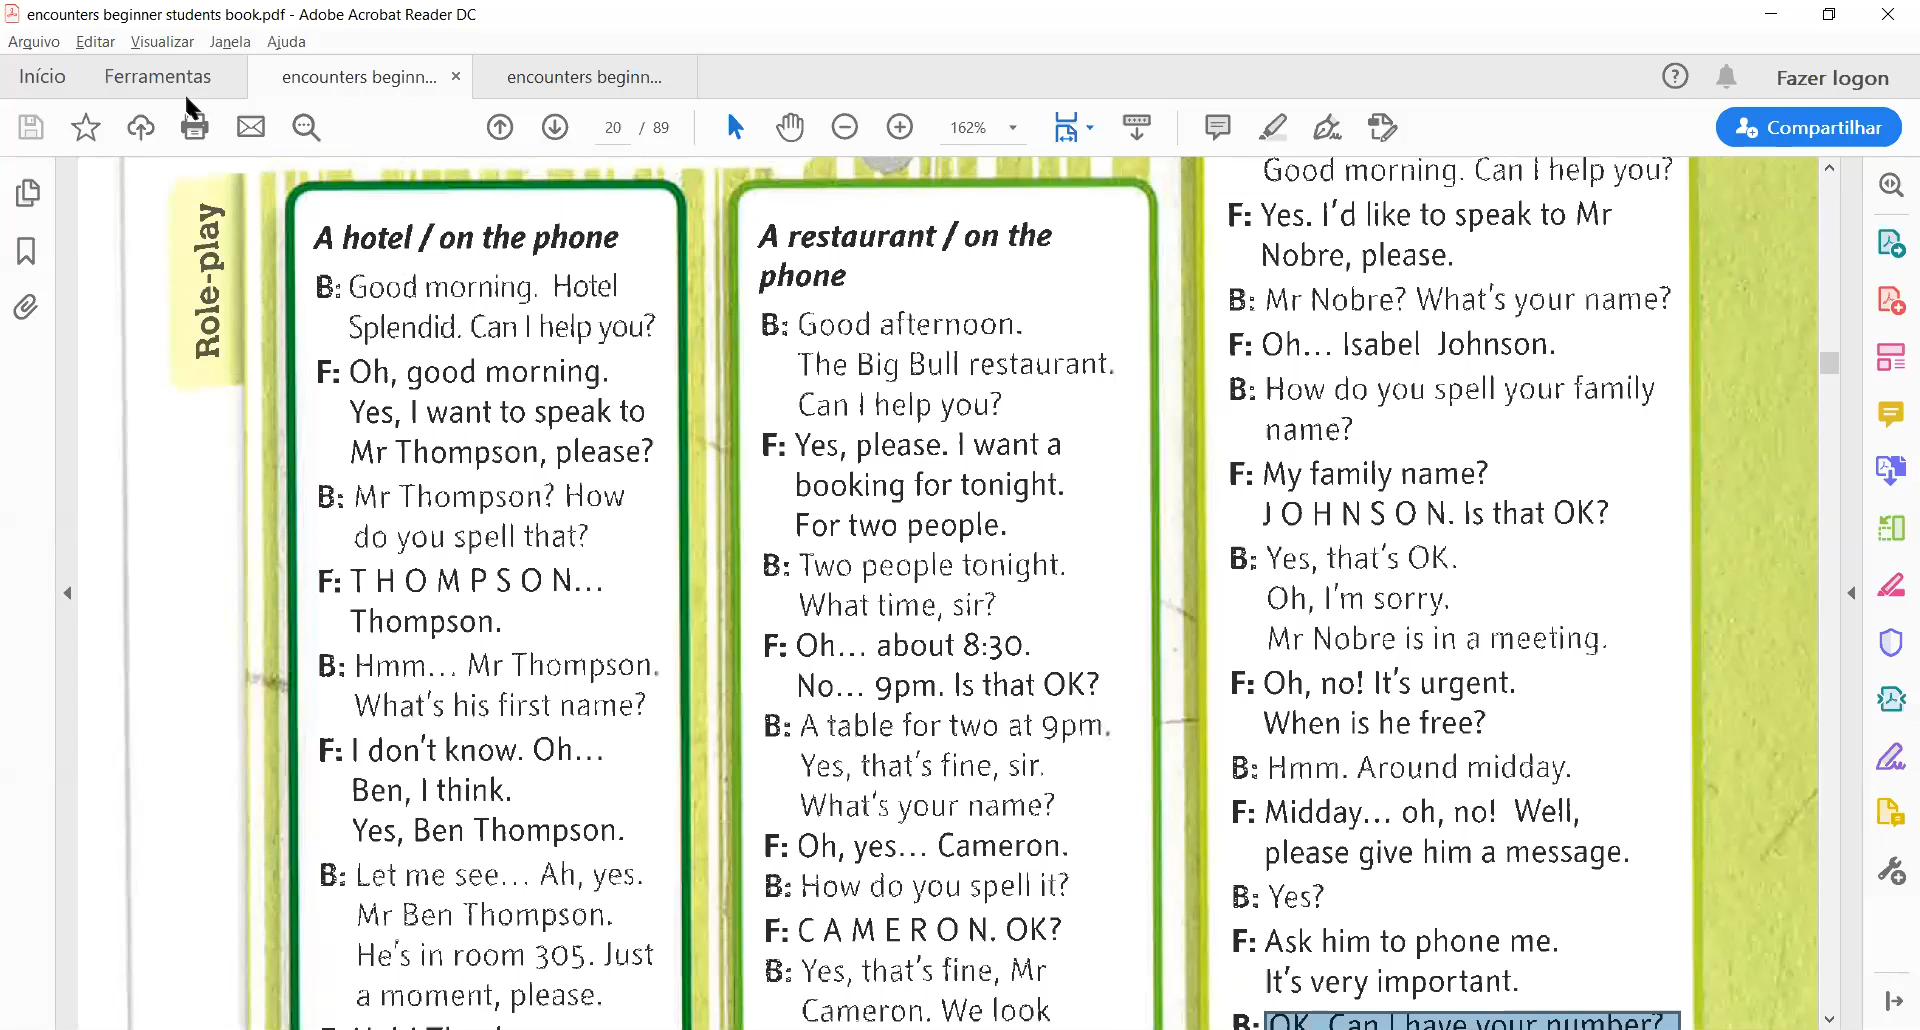 encounters beginner students book.pdf - Adobe Acrobat Reader DC
Arquivo Editar Visualizar Janela Ajuda
Início Ferramentas encounters beginn... × encounters beginn... Fazer logon
20 / 89 162% Compartilhar
Role-play
A hotel / on the phone
B: Good morning. Hotel
Splendid. Can I help you?
F: Oh, good morning.
Yes, I want to speak to
Mr Thompson, please?
B: Mr Thompson? How
do you spell that?
F: T H O M P S O N...
Thompson.
B: Hmm... Mr Thompson.
What's his first name?
F: I don't know. Oh...
Ben, I think.
Yes, Ben Thompson.
B: Let me see... Ah, yes.
Mr Ben Thompson.
He's in room 305. Just
a moment, please.
A restaurant / on the
phone
B: Good afternoon.
The Big Bull restaurant.
Can I help you?
F: Yes, please. I want a
booking for tonight.
For two people.
B: Two people tonight.
What time, sir?
F: Oh... about 8:30.
No... 9pm. Is that OK?
B: A table for two at 9pm.
Yes, that's fine, sir.
What's your name?
F: Oh, yes... Cameron.
B: How do you spell it?
F: C A M E R O N. OK?
B: Yes, that's fine, Mr
Cameron. We look
Good morning. Can I help you?
F: Yes. I'd like to speak to Mr
Nobre, please.
B: Mr Nobre? What's your name?
F: Oh... Isabel Johnson.
B: How do you spell your family
name?
F: My family name?
J O H N S O N. Is that OK?
B: Yes, that's OK.
Oh, I'm sorry.
Mr Nobre is in a meeting.
F: Oh, no! It's urgent.
When is he free?
B: Hmm. Around midday.
F: Midday... oh, no! Well,
please give him a message.
B: Yes?
F: Ask him to phone me.
It's very important.
B: OK. Can I have your number?